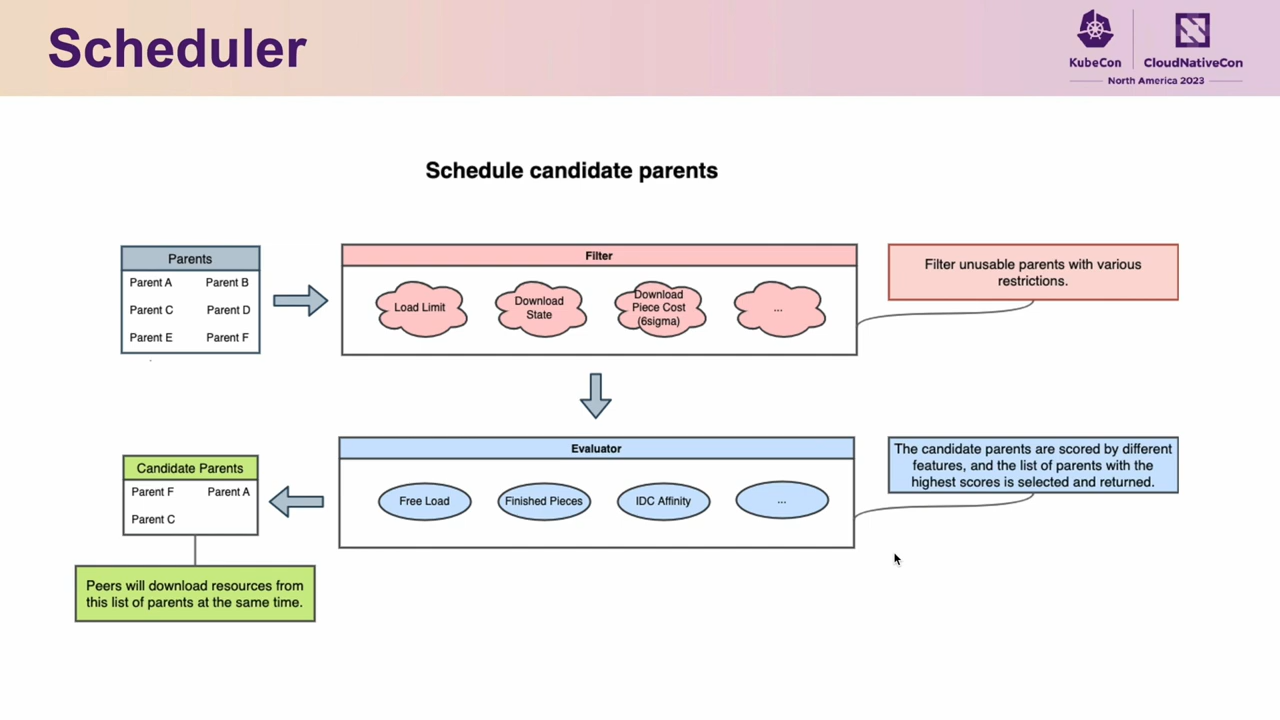 Scheduler
KubeCon
CloudNativeCon
North America 2023
Schedule candidate parents
Parents
Parent A Parent B
Parent C Parent D
Parent E Parent F
Filter
Load Limit
Download
State
Download
Piece Cost
(6sigma)
...
Filter unusable parents with various
restrictions.
Evaluator
Free Load
Finished Pieces
IDC Affinity
...
The candidate parents are scored by different
features, and the list of parents with the
highest scores is selected and returned.
Candidate Parents
Parent F Parent A
Parent C
Peers will download resources from
this list of parents at the same time.